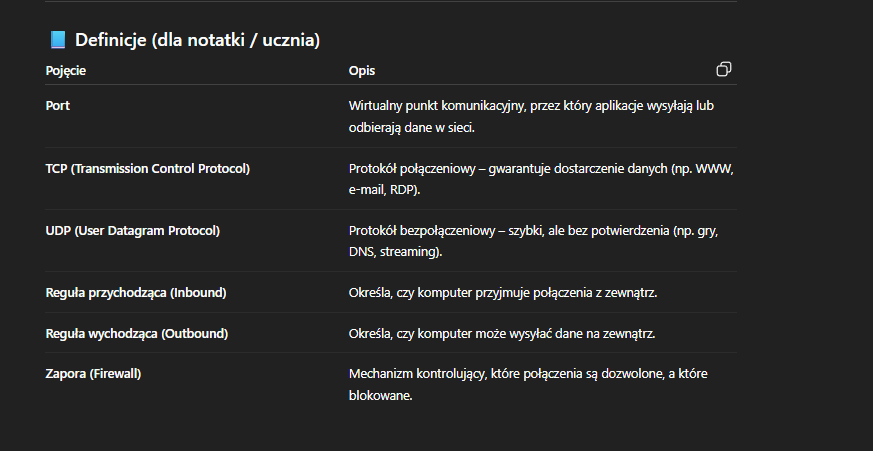 📘 Definicje (dla notatki / ucznia)
Pojęcie Opis
Port Wirtualny punkt komunikacyjny, przez który aplikacje wysyłają lub
odbierają dane w sieci.
TCP (Transmission Control Protocol) Protokół połączeniowy – gwarantuje dostarczenie danych (np. WWW,
e-mail, RDP).
UDP (User Datagram Protocol) Protokół bezpołączeniowy – szybki, ale bez potwierdzenia (np. gry,
DNS, streaming).
Reguła przychodząca (Inbound) Określa, czy komputer przyjmuje połączenia z zewnątrz.
Reguła wychodząca (Outbound) Określa, czy komputer może wysyłać dane na zewnątrz.
Zapora (Firewall) Mechanizm kontrolujący, które połączenia są dozwolone, a które
blokowane.